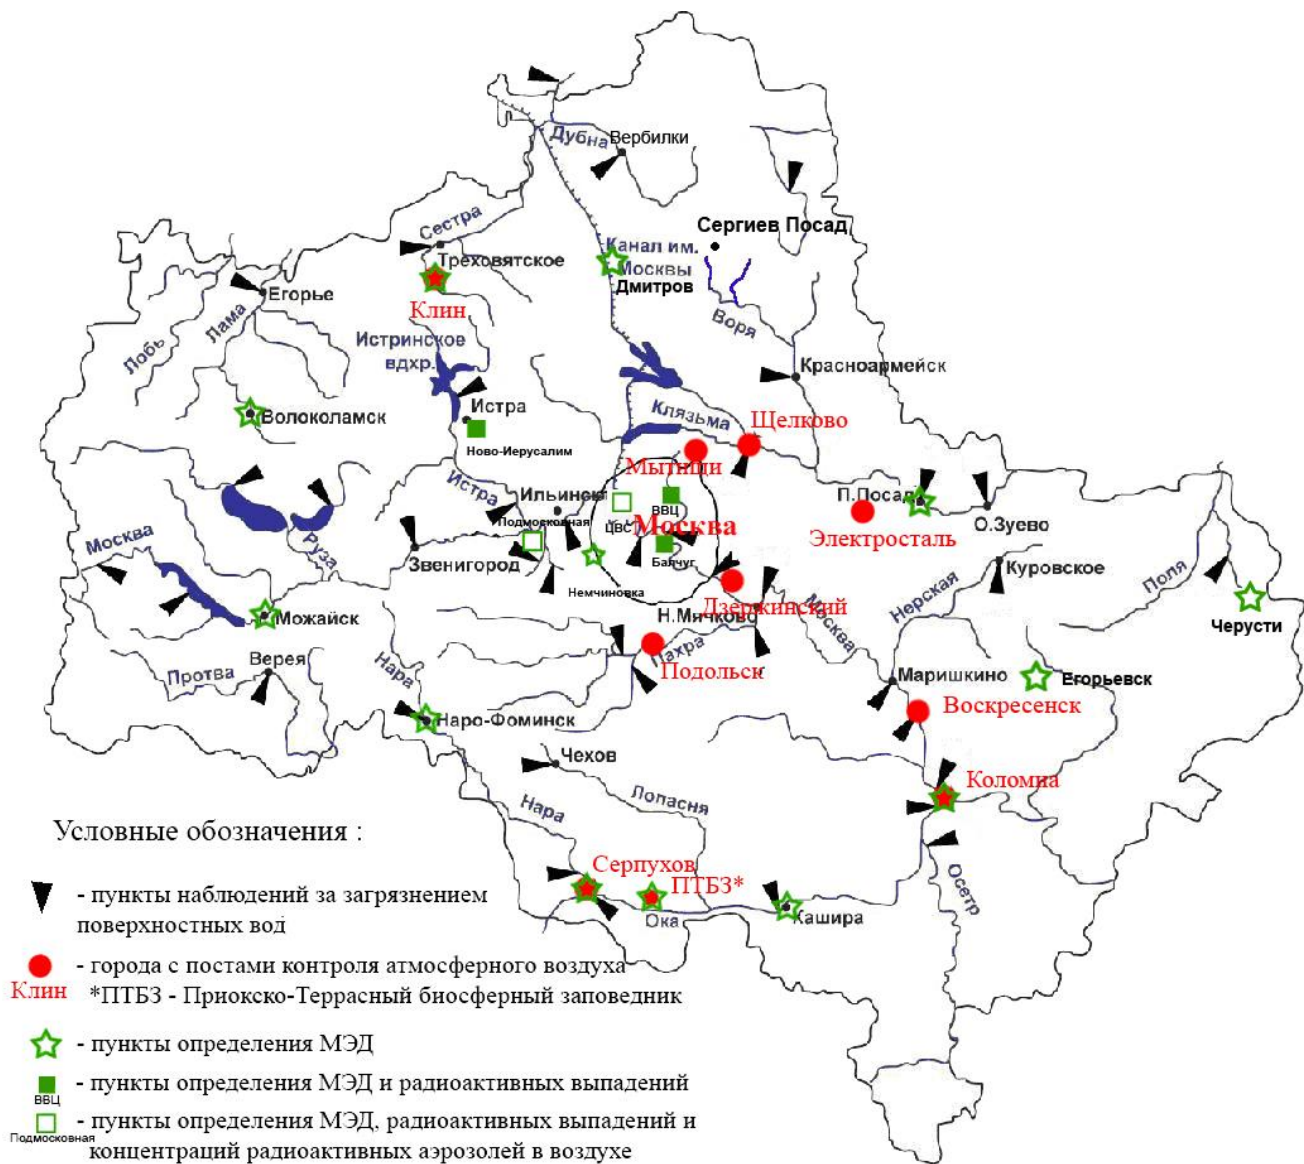 Дубна
Вербилки
Сестра
Сергиев Посад
Канал им.
Москвы
Дмитров
Треховятское
Клин
Егорье
Лама
Лобь
Истринское
вдхр.
Воря
Красноармейск
Волоколамск
Истра
Клязьма
Щелково
Ново-Иерусалим
Мытищи
Истра
Ильинск
П.Посад
ВВЦ
О.Зуево
Подмосковная
ЦВС
Москва
Электросталь
Москва
Руза
Звенигород
Балчуг
Куровское
Поля
Немчиновка
Дзержинский
Нерская
Можайск
Н.Мячково
Москва
Черусти
Верея
Протва
Нара
Пахра
Подольск
Маришкино
Егорьевск
Воскресенск
Наро-Фоминск
Чехов
Коломна
Нара
Лопасня
Условные обозначения :
Серпухов
ПТБЗ*
Осетр
- пункты наблюдений за загрязнением
поверхностных вод
Ока
Кашира
- города с постами контроля атмосферного воздуха
Клин
*ПТБЗ - Приокско-Террасный биосферный заповедник
- пункты определения МЭД
- пункты определения МЭД и радиоактивных выпадений
ВВЦ
- пункты определения МЭД, радиоактивных выпадений и
Подмосковная
концентраций радиоактивных аэрозолей в воздухе